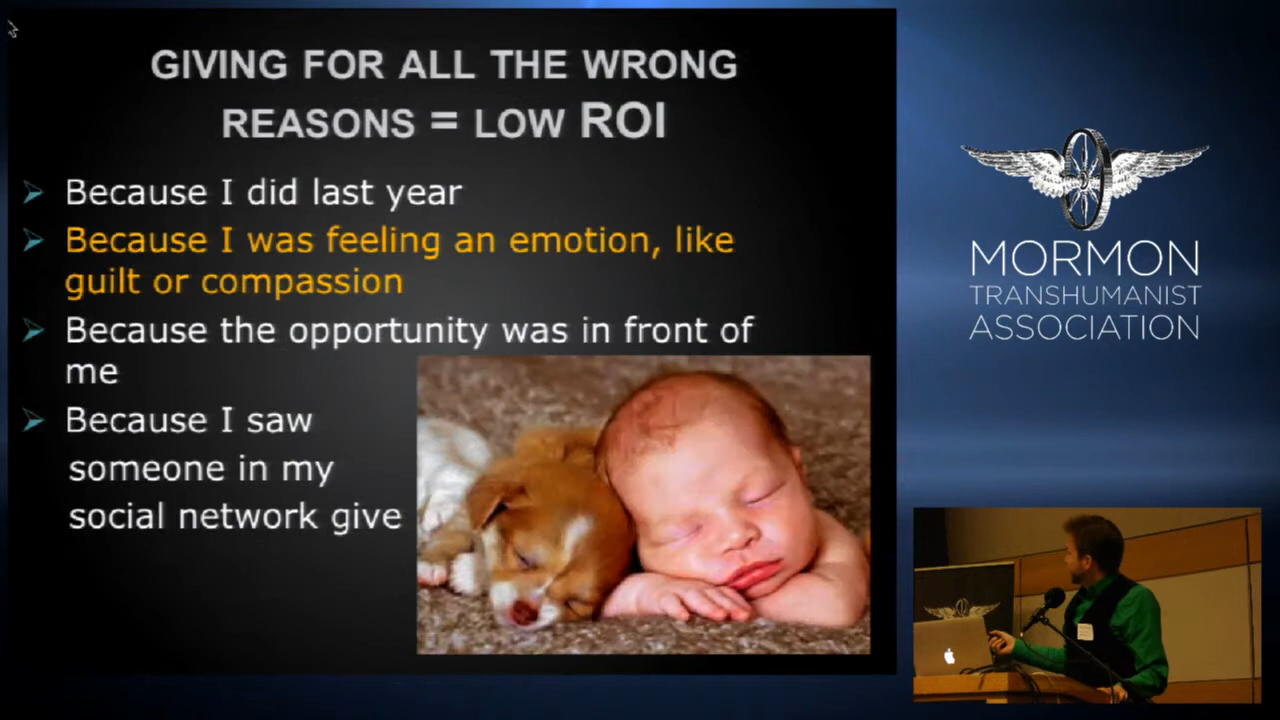 GIVING FOR ALL THE WRONG
REASONS = LOW ROI
Because I did last year
Because I was feeling an emotion, like
guilt or compassion
Because the opportunity was in front of
me
Because I saw
someone in my
social network give
MORMON
TRANSHUMANIST
ASSOCIATION